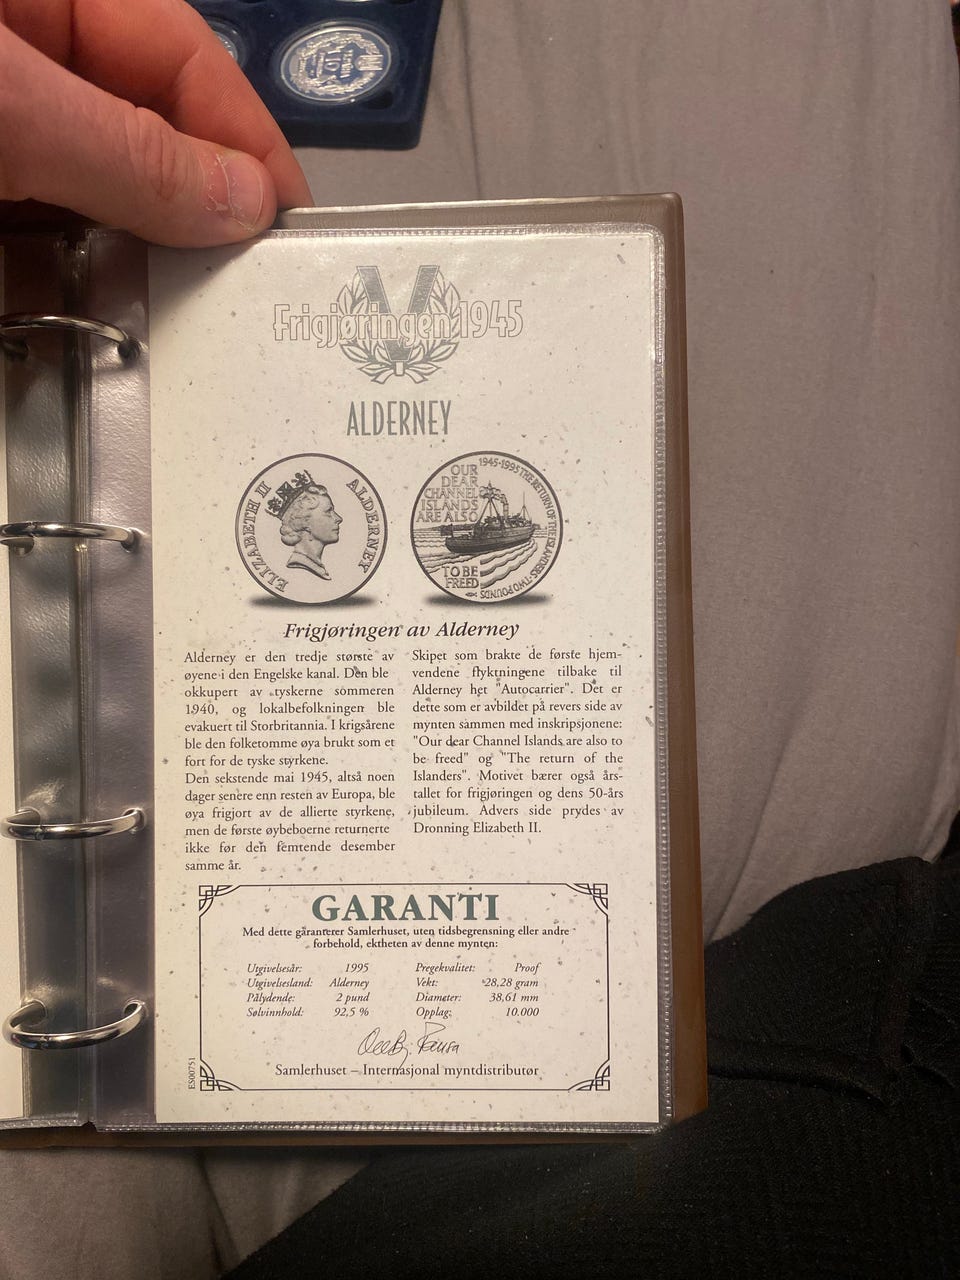 Frigjøringen 1945
V
ALDERNEY
ELIZABETH II
ALDERNEY
OUR
DEAR
CHANNEL
ISLANDS
ARE ALSO
TO BE
FREED
1945-1995 THE RETURN OF THE ISLANDERS · TWO POUNDS
Frigjøringen av Alderney
Alderney er den tredje største av
øyene i den Engelske kanal. Den ble
okkupert av tyskerne sommeren
1940, og lokalbefolkningen ble
evakuert til Storbritannia. I krigsårene
ble den folketomme øya brukt som et
fort for de tyske styrkene.
Den sekstende mai 1945, altså noen
dager senere enn resten av Europa, ble
øya frigjort av de allierte styrkene,
men de første øybeboerne returnerte
ikke før den femtende desember
samme år.
Skipet som brakte de første hjem-
vendene flyktningene tilbake til
Alderney het "Autocarrier". Det er
dette som er avbildet på revers side av
mynten sammen med inskripsjonene:
"Our dear Channel Islands are also to
be freed" og "The return of the
Islanders". Motivet bærer også års-
tallet for frigjøringen og dens 50-års
jubileum. Advers side prydes av
Dronning Elizabeth II.
GARANTI
Med dette garanterer Samlerhuset, uten tidsbegrensning eller andre
forbehold, ektheten av denne mynten:
Utgivelsesår: 1995
Utgivelsesland: Alderney
Pålydende: 2 pund
Sølvinnhold: 92,5 %
Pregekvalitet: Proof
Vekt: 28,28 gram
Diameter: 38,61 mm
Opplag: 10.000
Samlerhuset – Internasjonal myntdistributør
ES00751